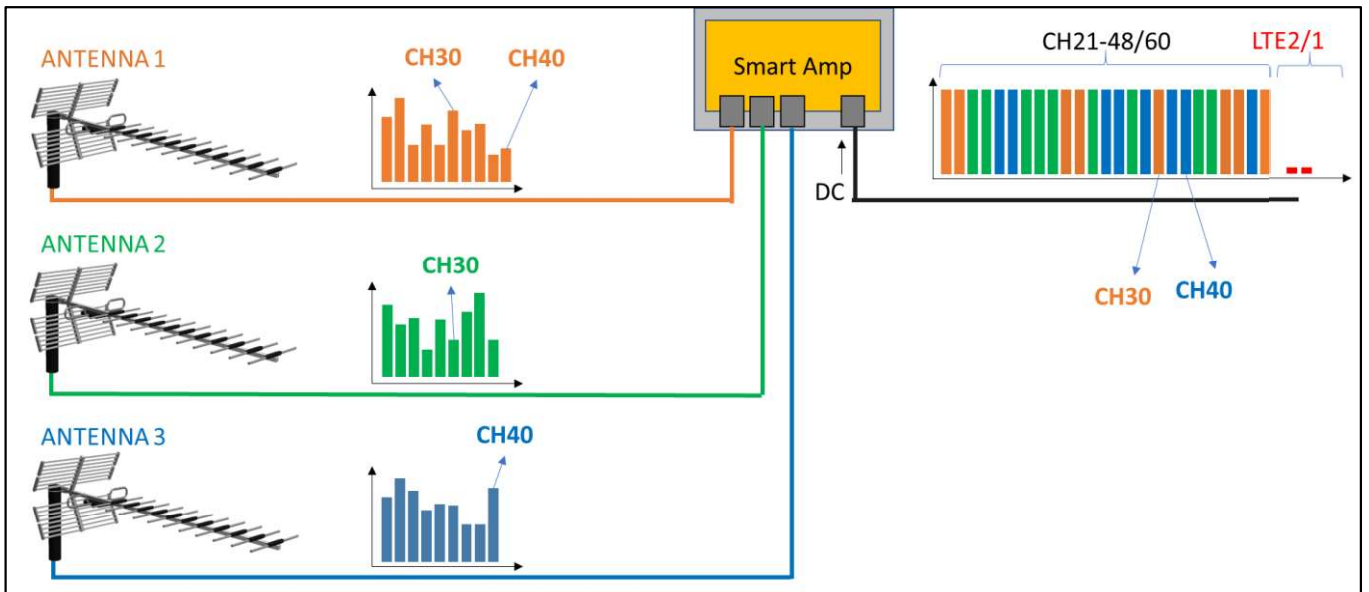 ANTENNA 1
CH30
CH40
Smart Amp
CH21-48/60
LTE2/1
DC
ANTENNA 2
CH30
CH30
CH40
ANTENNA 3
CH40